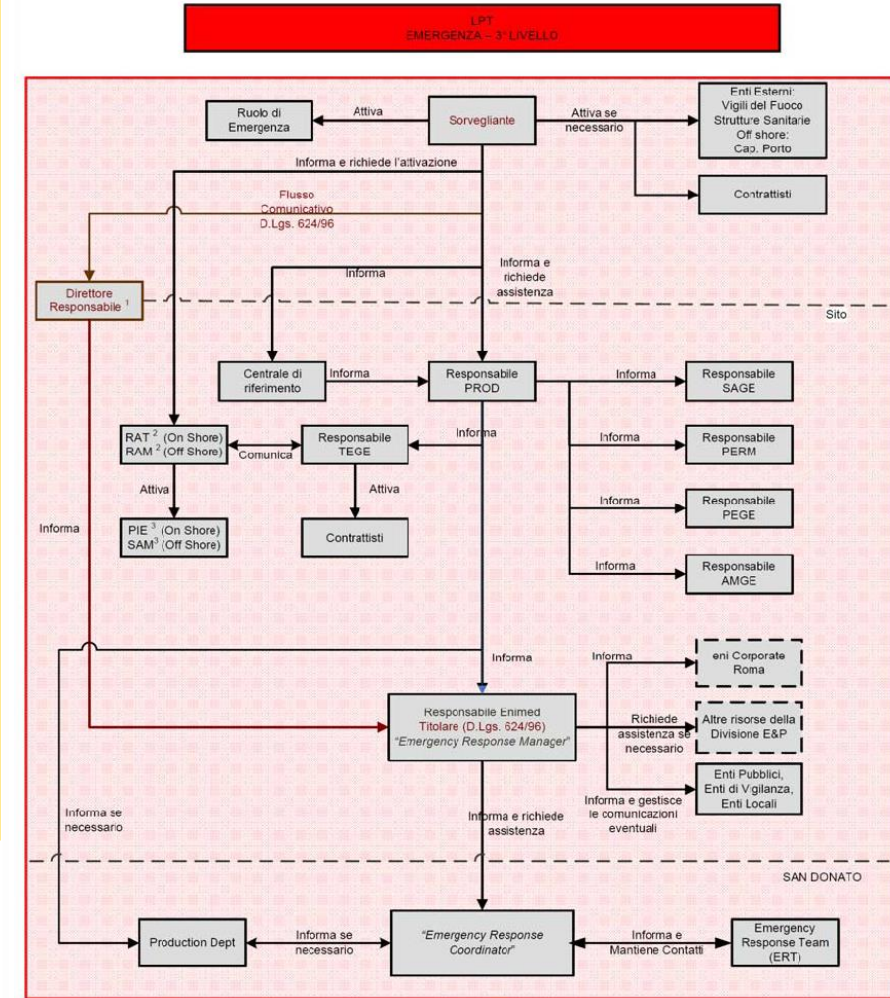 LPT
EMERGENZA – 3° LIVELLO
Ruolo di
Emergenza
Attiva
Sorvegliante
Attiva se
necessario
Enti Esterni:
Vigili del Fuoco
Strutture Sanitarie
Off shore:
Cap. Porto
Informa e richiede l'attivazione
Contrattisti
Flusso
Comunicativo
D.Lgs. 624/96
Informa
Informa e
richiede
assistenza
Direttore
Responsabile 1
Sito
Centrale di
riferimento
Informa
Responsabile
PROD
Informa
Responsabile
SAGE
RAT 2 (On Shore)
RAM 2 (Off Shore)
Comunica
Responsabile
TEGE
Informa
Informa
Responsabile
PERM
Attiva
Attiva
Informa
Responsabile
PEGE
Informa
PIE 3 (On Shore)
SAM3 (Off Shore)
Contrattisti
Informa
Responsabile
AMGE
Informa
Informa
eni Corporate
Roma
Responsabile Enimed
Titolare (D.Lgs. 624/96)
"Emergency Response Manager"
Richiede
assistenza se
necessario
Altre risorse della
Divisione E&P
Informa se
necessario
Informa e richiede
assistenza
Informa e gestisce
le comunicazioni
eventuali
Enti Pubblici,
Enti di Vigilanza,
Enti Locali
SAN DONATO
Production Dept
Informa se
necessario
"Emergency Response
Coordinator"
Informa e
Mantiene Contatti
Emergency
Response Team
(ERT)